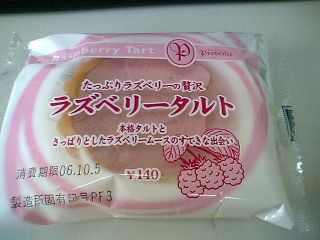 Raspberry Tart
P
Provence
たっぷりラズベリーの贅沢
ラズベリータルト
本格タルトと
さっぱりとしたラズベリームースのすてきな出会い
消費期限06.10.5
¥140
製造所固有記号PF3